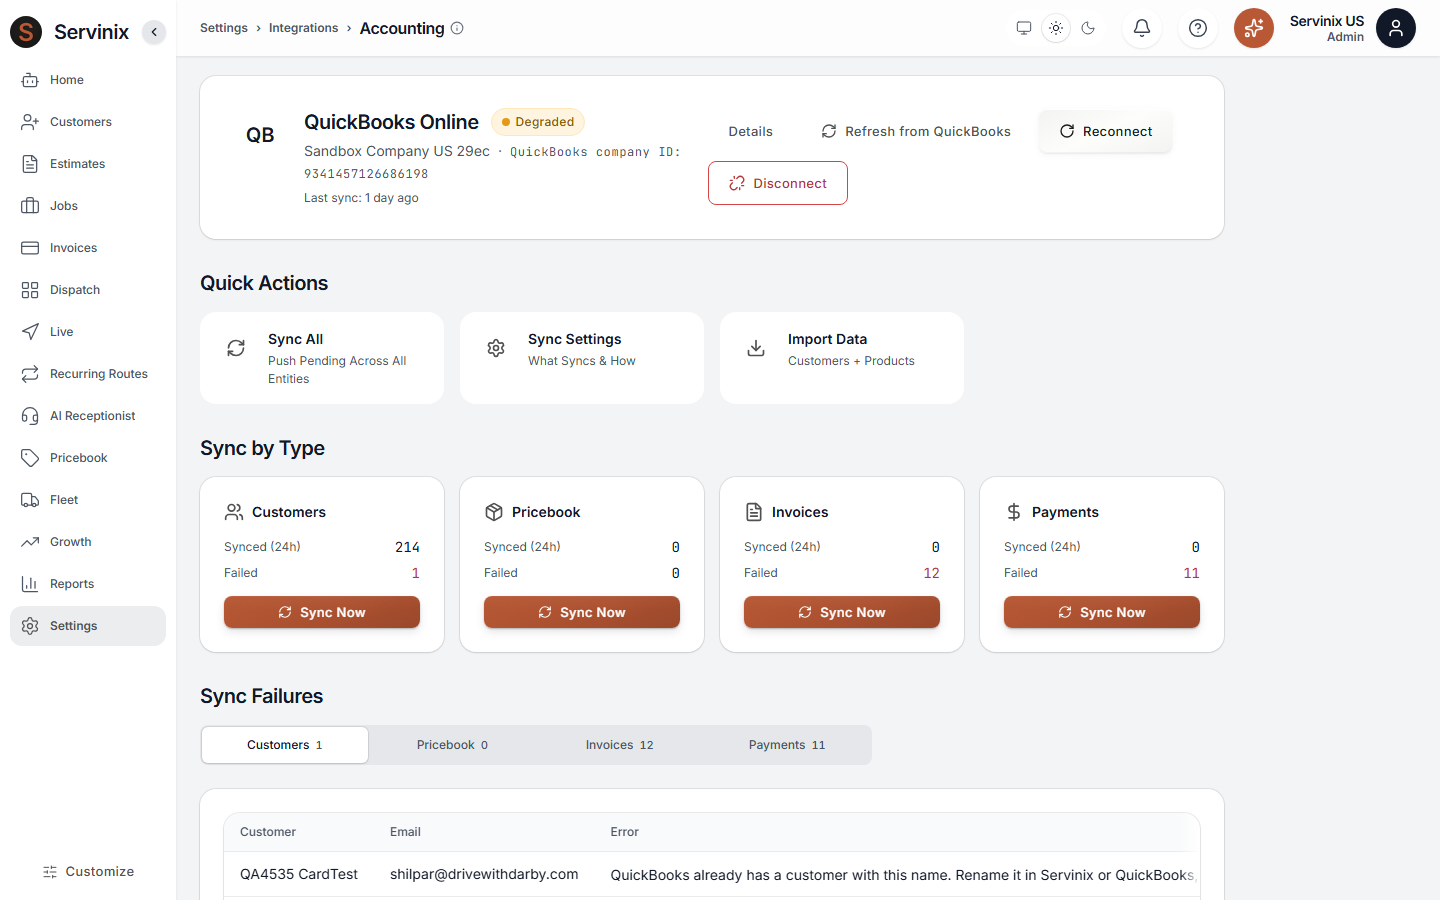 S Servinix
Home
Customers
Estimates
Jobs
Invoices
Dispatch
Live
Recurring Routes
AI Receptionist
Pricebook
Fleet
Growth
Reports
Settings
Customize
Settings › Integrations › Accounting
Servinix US
Admin
QB
QuickBooks Online
Degraded
Sandbox Company US 29ec · QuickBooks company ID:
9341457126686198
Last sync: 1 day ago
Details
Refresh from QuickBooks
Reconnect
Disconnect
Quick Actions
Sync All
Push Pending Across All
Entities
Sync Settings
What Syncs & How
Import Data
Customers + Products
Sync by Type
Customers
Synced (24h) 214
Failed 1
Sync Now
Pricebook
Synced (24h) 0
Failed 0
Sync Now
Invoices
Synced (24h) 0
Failed 12
Sync Now
Payments
Synced (24h) 0
Failed 11
Sync Now
Sync Failures
Customers 1
Pricebook 0
Invoices 12
Payments 11
Customer Email Error
QA4535 CardTest shilpar@drivewithdarby.com QuickBooks already has a customer with this name. Rename it in Servinix or QuickBooks,